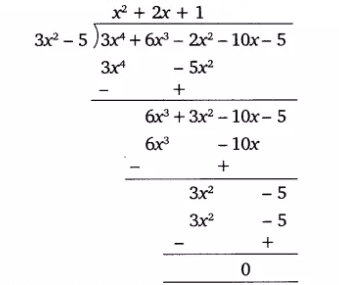 x² + 2x + 1
3x² – 5 )3x⁴ + 6x³ – 2x² – 10x – 5
3x⁴ – 5x²
– +
6x³ + 3x² – 10x – 5
6x³ – 10x
– +
3x² – 5
3x² – 5
– +
0